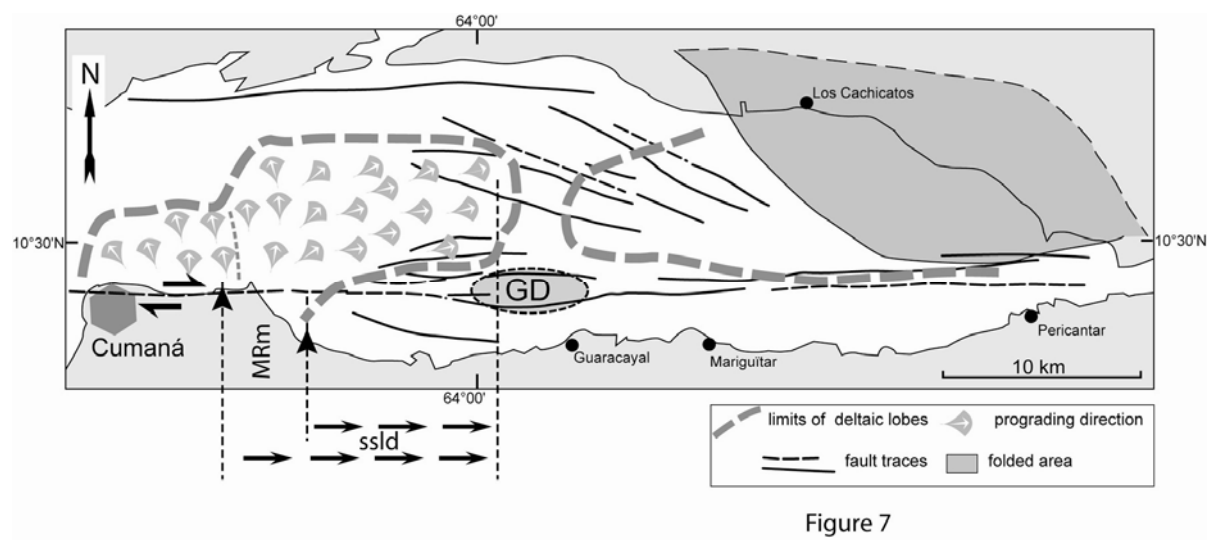 64°00'
N
Los Cachicatos
10°30'N
10°30'N
GD
Cumaná
MRm
Guaracayal
Mariguïtar
Pericantar
10 km
64°00'
ssld
limits of deltaic lobes
prograding direction
fault traces
folded area
Figure 7